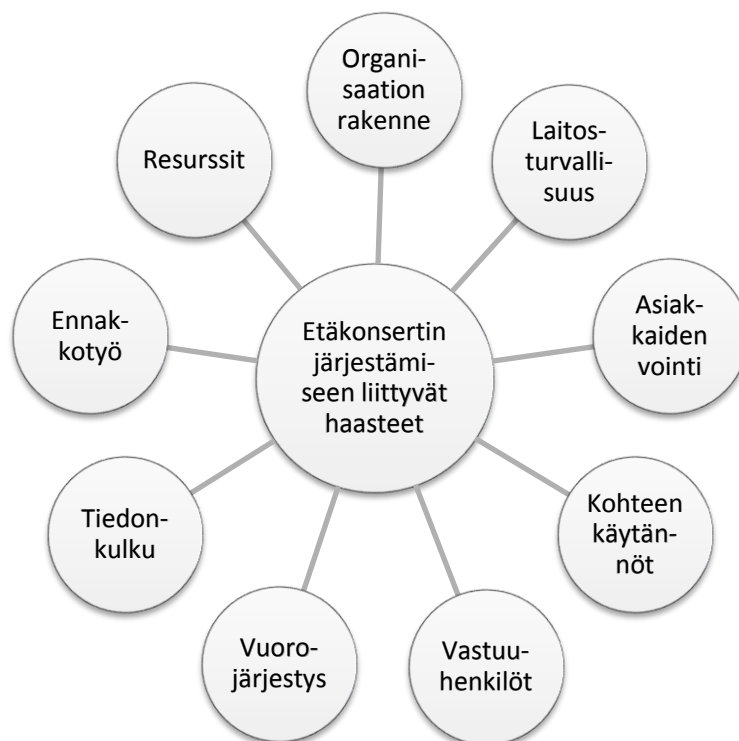 Organi-
saation
rakenne
Laitos-
turvalli-
suus
Asiak-
kaiden
vointi
Kohteen
käytän-
nöt
Vastuu-
henkilöt
Vuoro-
järjestys
Tiedon-
kulku
Ennak-
kotyö
Resurssit
Etäkonsertin
järjestämi-
seen liittyvät
haasteet